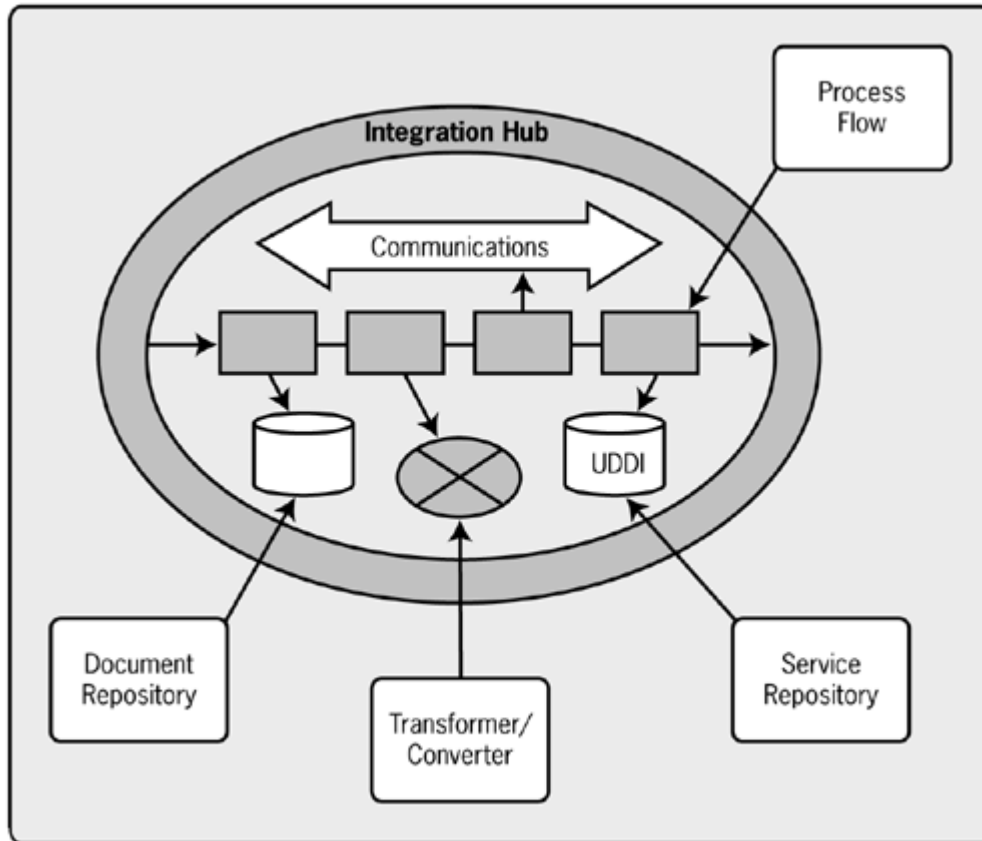 Process
Flow
Integration Hub
Communications
UDDI
Document
Repository
Transformer/
Converter
Service
Repository